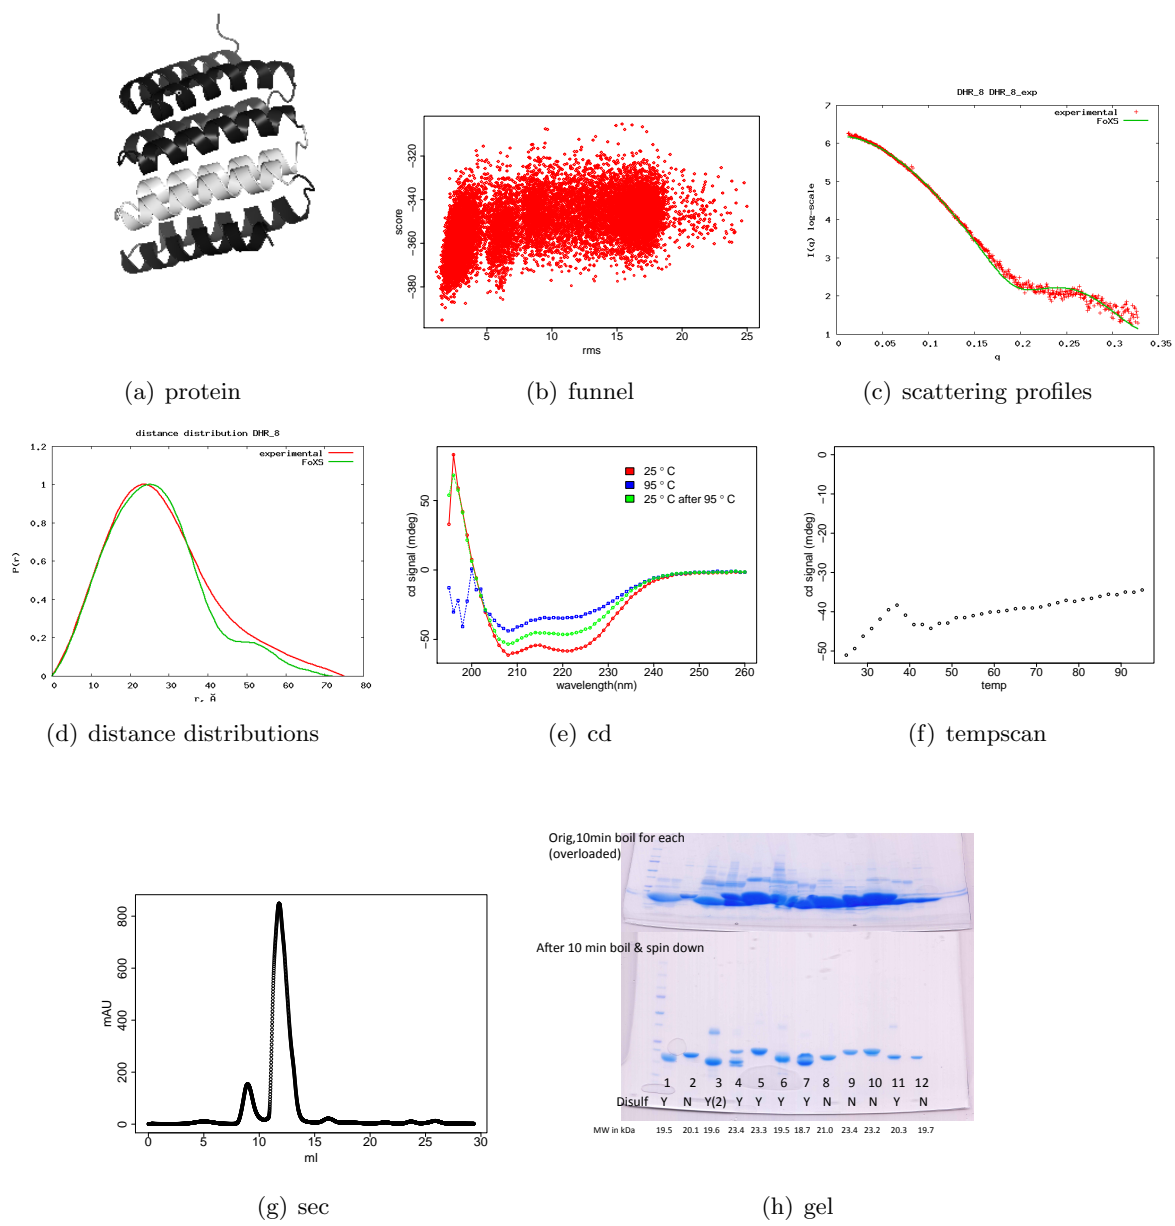 (a) protein
score
-380
-360
-340
-320
5
10
15
20
25
rms
(b) funnel
DHR_8 DHR_8_exp
experimental
FoXS
I(q) log-scale
7
6
5
4
3
2
1
0
0.05
0.1
0.15
0.2
0.25
0.3
0.35
q
(c) scattering profiles
distance distribution DHR_8
experimental
FoXS
P(r)
1.2
1
0.8
0.6
0.4
0.2
0
0
10
20
30
40
50
60
70
80
r, Å
(d) distance distributions
cd signal (mdeg)
50
0
-50
25 ° C
95 ° C
25 ° C after 95 ° C
200
210
220
230
240
250
260
wavelength(nm)
(e) cd
cd signal (mdeg)
0
-10
-20
-30
-40
-50
30
40
50
60
70
80
90
temp
(f) tempscan
mAU
800
600
400
200
0
0
5
10
15
20
25
30
ml
(g) sec
Orig,10min boil for each
(overloaded)
After 10 min boil & spin down
1 2 3 4 5 6 7 8 9 10 11 12
Disulf Y N Y(2) Y Y Y Y N N N Y N
MW in kDa 19.5 20.1 19.6 23.4 23.3 19.5 18.7 21.0 23.4 23.2 20.3 19.7
(h) gel